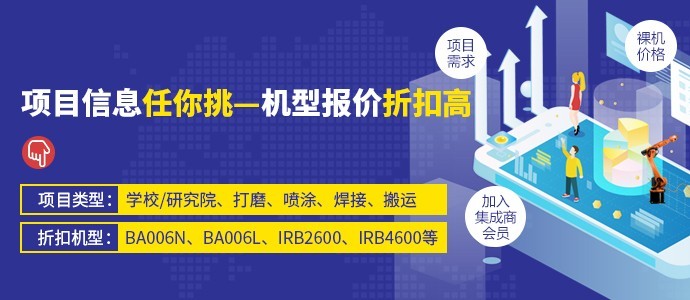 项目信息任你挑—机型报价折扣高
项目类型：学校/研究院、打磨、喷涂、焊接、搬运
折扣机型：BA006N、BA006L、IRB2600、IRB4600等
项目
需求
裸机
价格
加入
集成商
会员